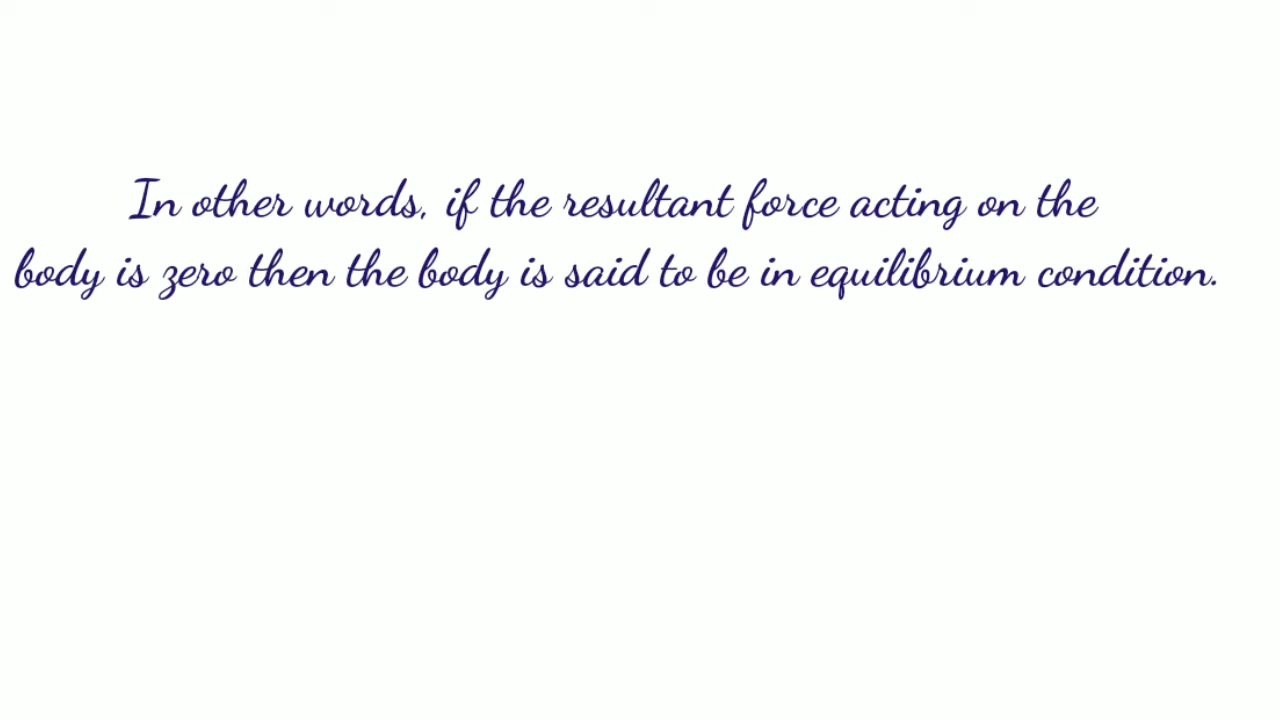 In other words, if the resultant force acting on the
body is zero then the body is said to be in equilibrium condition.